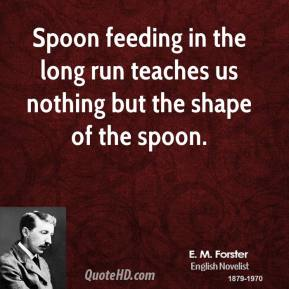 Spoon feeding in the
long run teaches us
nothing but the shape
of the spoon.
E. M. Forster
English Novelist
1879-1970
QuoteHD.com